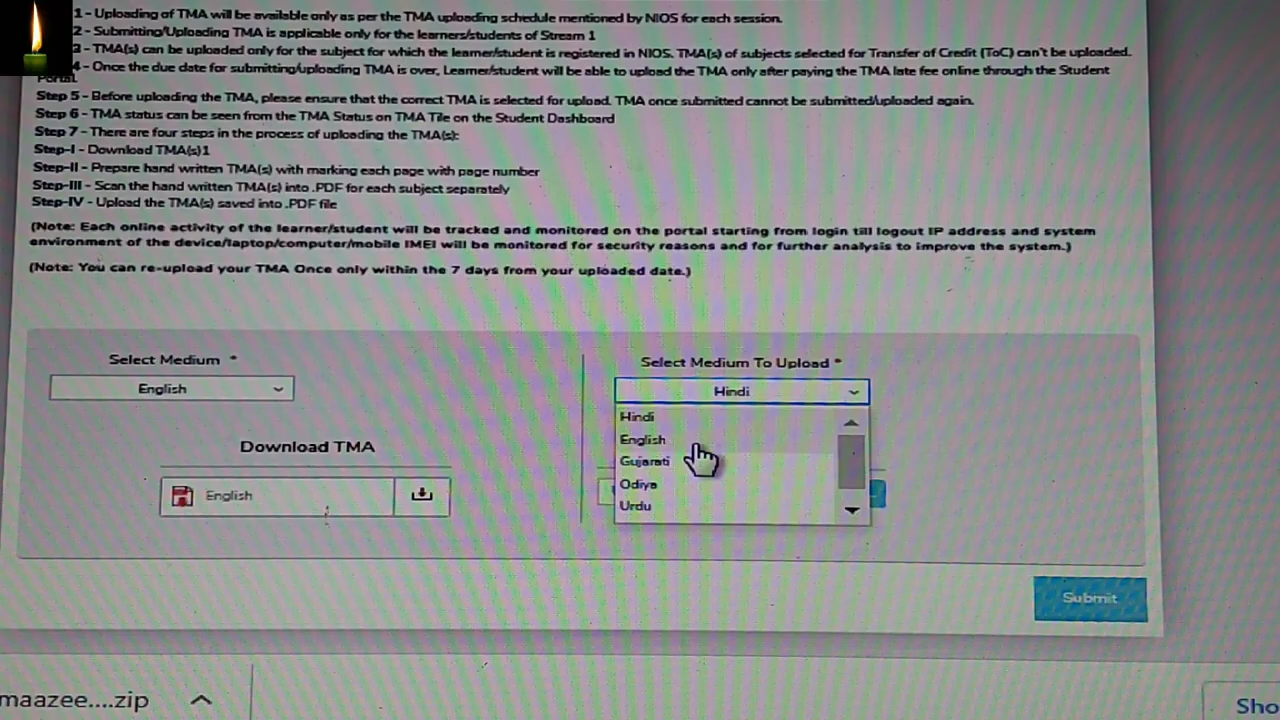 1 - Uploading of TMA will be available only as per the TMA uploading schedule mentioned by NIOS for each session.
2 - Submitting/Uploading TMA is applicable only for the learners/students of Stream 1
3 - TMA(s) can be uploaded only for the subject for which the learner/student is registered in NIOS. TMA(s) of subjects selected for Transfer of Credit (ToC) can't be uploaded.
4 - Once the due date for submitting/uploading TMA is over, Learner/student will be able to upload the TMA only after paying the TMA late fee online through the Student
Portal.
Step 5 - Before uploading the TMA, please ensure that the correct TMA is selected for upload. TMA once submitted cannot be submitted/uploaded again.
Step 6 - TMA status can be seen from the TMA Status on TMA Tile on the Student Dashboard
Step 7 - There are four steps in the process of uploading the TMA(s):
Step-I - Download TMA(s)1
Step-II - Prepare hand written TMA(s) with marking each page with page number
Step-III - Scan the hand written TMA(s) into .PDF for each subject separately
Step-IV - Upload the TMA(s) saved into .PDF file
(Note: Each online activity of the learner/student will be tracked and monitored on the portal starting from login till logout IP address and system
environment of the device/laptop/computer/mobile IMEI will be monitored for security reasons and for further analysis to improve the system.)
(Note: You can re-upload your TMA Once only within the 7 days from your uploaded date.)
Select Medium *
English
Download TMA
English
Select Medium To Upload *
Hindi
Hindi
English
Gujarati
Odiya
Urdu
Submit
maazee....zip
Sho